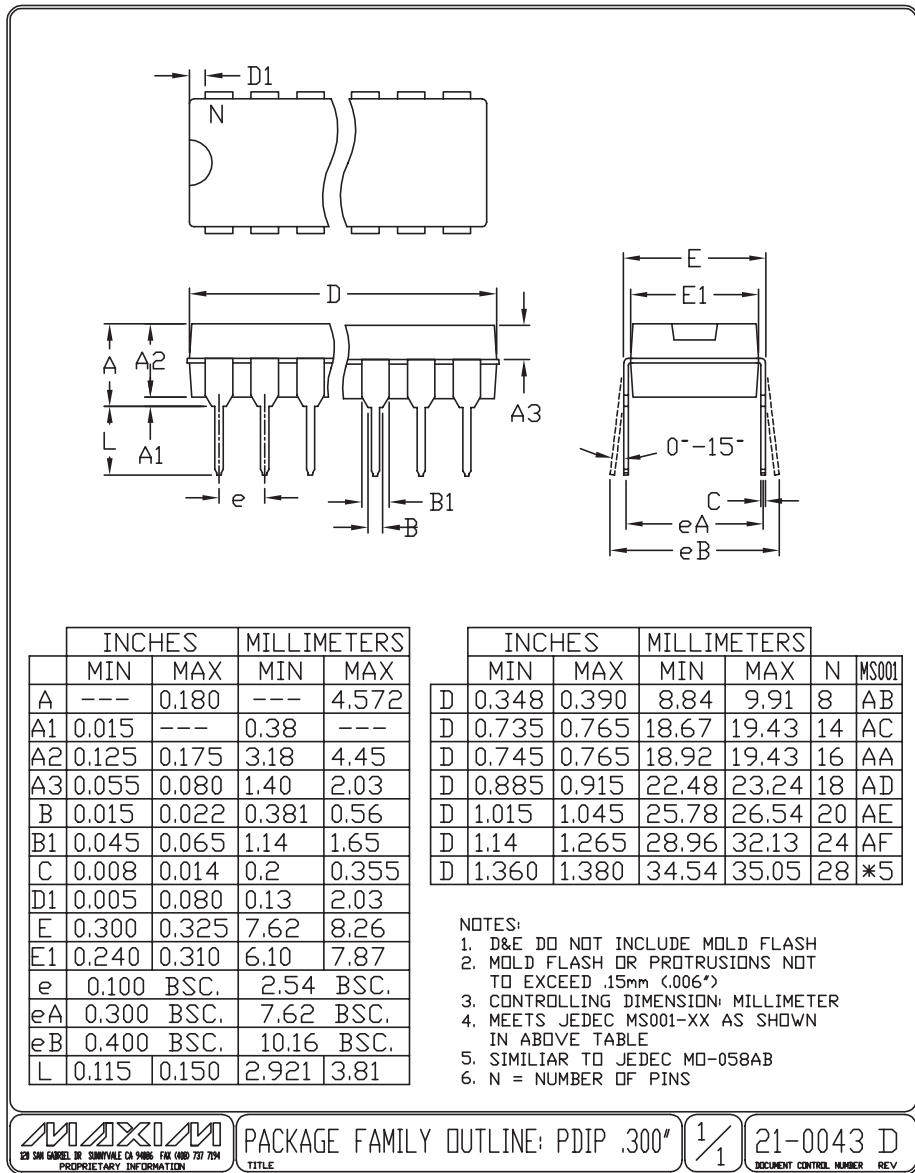 D1
N
D
E
E1
A
A2
A3
L
A1
0°-15°
e
B1
B
C
eA
eB
INCHES MILLIMETERS
MIN MAX MIN MAX
A --- 0.180 --- 4.572
A1 0.015 --- 0.38 ---
A2 0.125 0.175 3.18 4.45
A3 0.055 0.080 1.40 2.03
B 0.015 0.022 0.381 0.56
B1 0.045 0.065 1.14 1.65
C 0.008 0.014 0.2 0.355
D1 0.005 0.080 0.13 2.03
E 0.300 0.325 7.62 8.26
E1 0.240 0.310 6.10 7.87
e 0.100 BSC. 2.54 BSC.
eA 0.300 BSC. 7.62 BSC.
eB 0.400 BSC. 10.16 BSC.
L 0.115 0.150 2.921 3.81
INCHES MILLIMETERS
MIN MAX MIN MAX N MS001
D 0.348 0.390 8.84 9.91 8 AB
D 0.735 0.765 18.67 19.43 14 AC
D 0.745 0.765 18.92 19.43 16 AA
D 0.885 0.915 22.48 23.24 18 AD
D 1.015 1.045 25.78 26.54 20 AE
D 1.14 1.265 28.96 32.13 24 AF
D 1.360 1.380 34.54 35.05 28 *5
NOTES:
1. D&E DO NOT INCLUDE MOLD FLASH
2. MOLD FLASH OR PROTRUSIONS NOT
TO EXCEED .15mm (.006")
3. CONTROLLING DIMENSION: MILLIMETER
4. MEETS JEDEC MS001-XX AS SHOWN
IN ABOVE TABLE
5. SIMILIAR TO JEDEC MO-058AB
6. N = NUMBER OF PINS
MAXIM
120 SAN GABRIEL DR SUNNYVALE CA 94086 FAX (408) 737 7194
PROPRIETARY INFORMATION
PACKAGE FAMILY OUTLINE: PDIP .300"
TITLE
1/1
21-0043 D
DOCUMENT CONTROL NUMBER REV